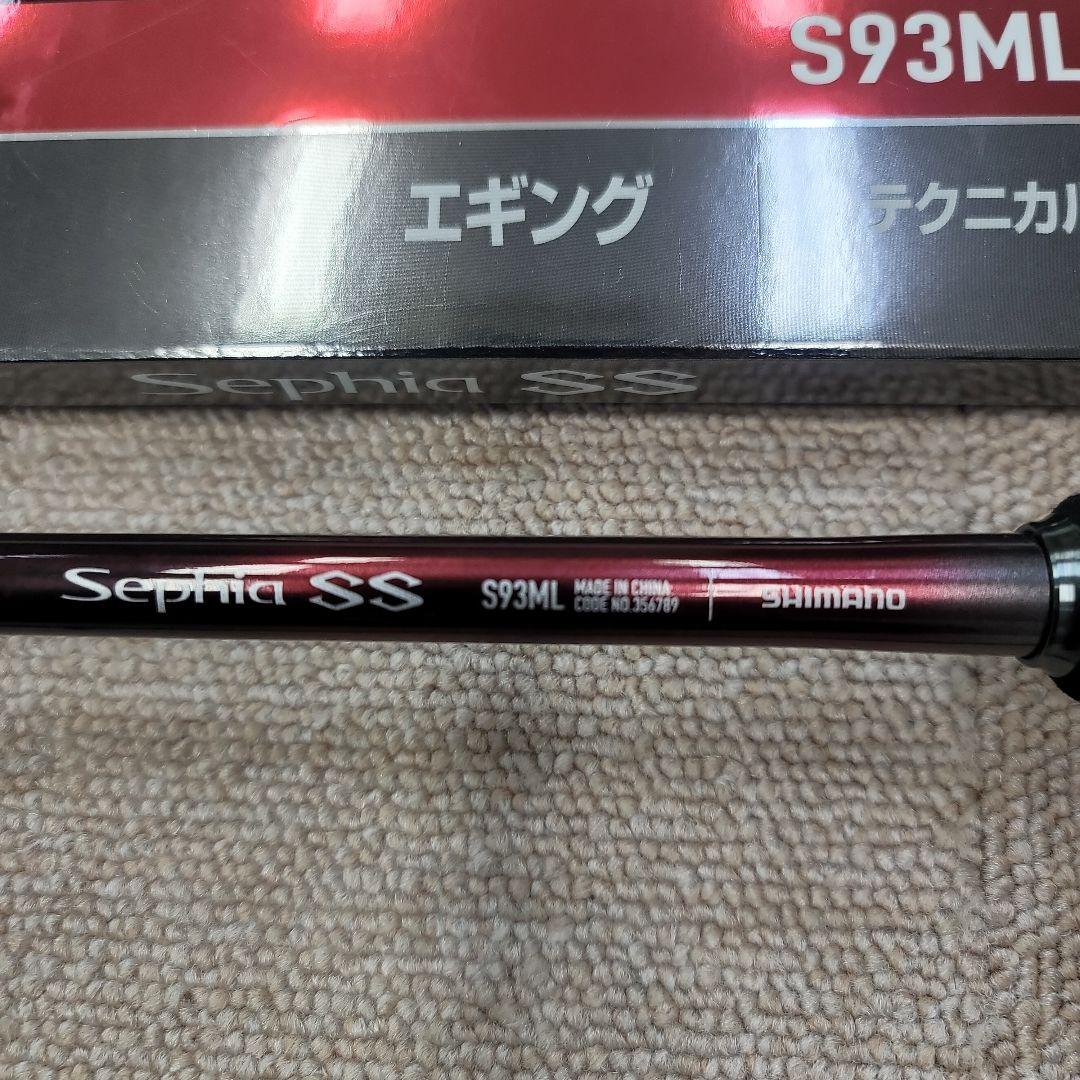 S93ML
エギング テクニカル
Sephia SS
Sephia SS S93ML MADE IN CHINA CODE NO.356789 SHIMANO